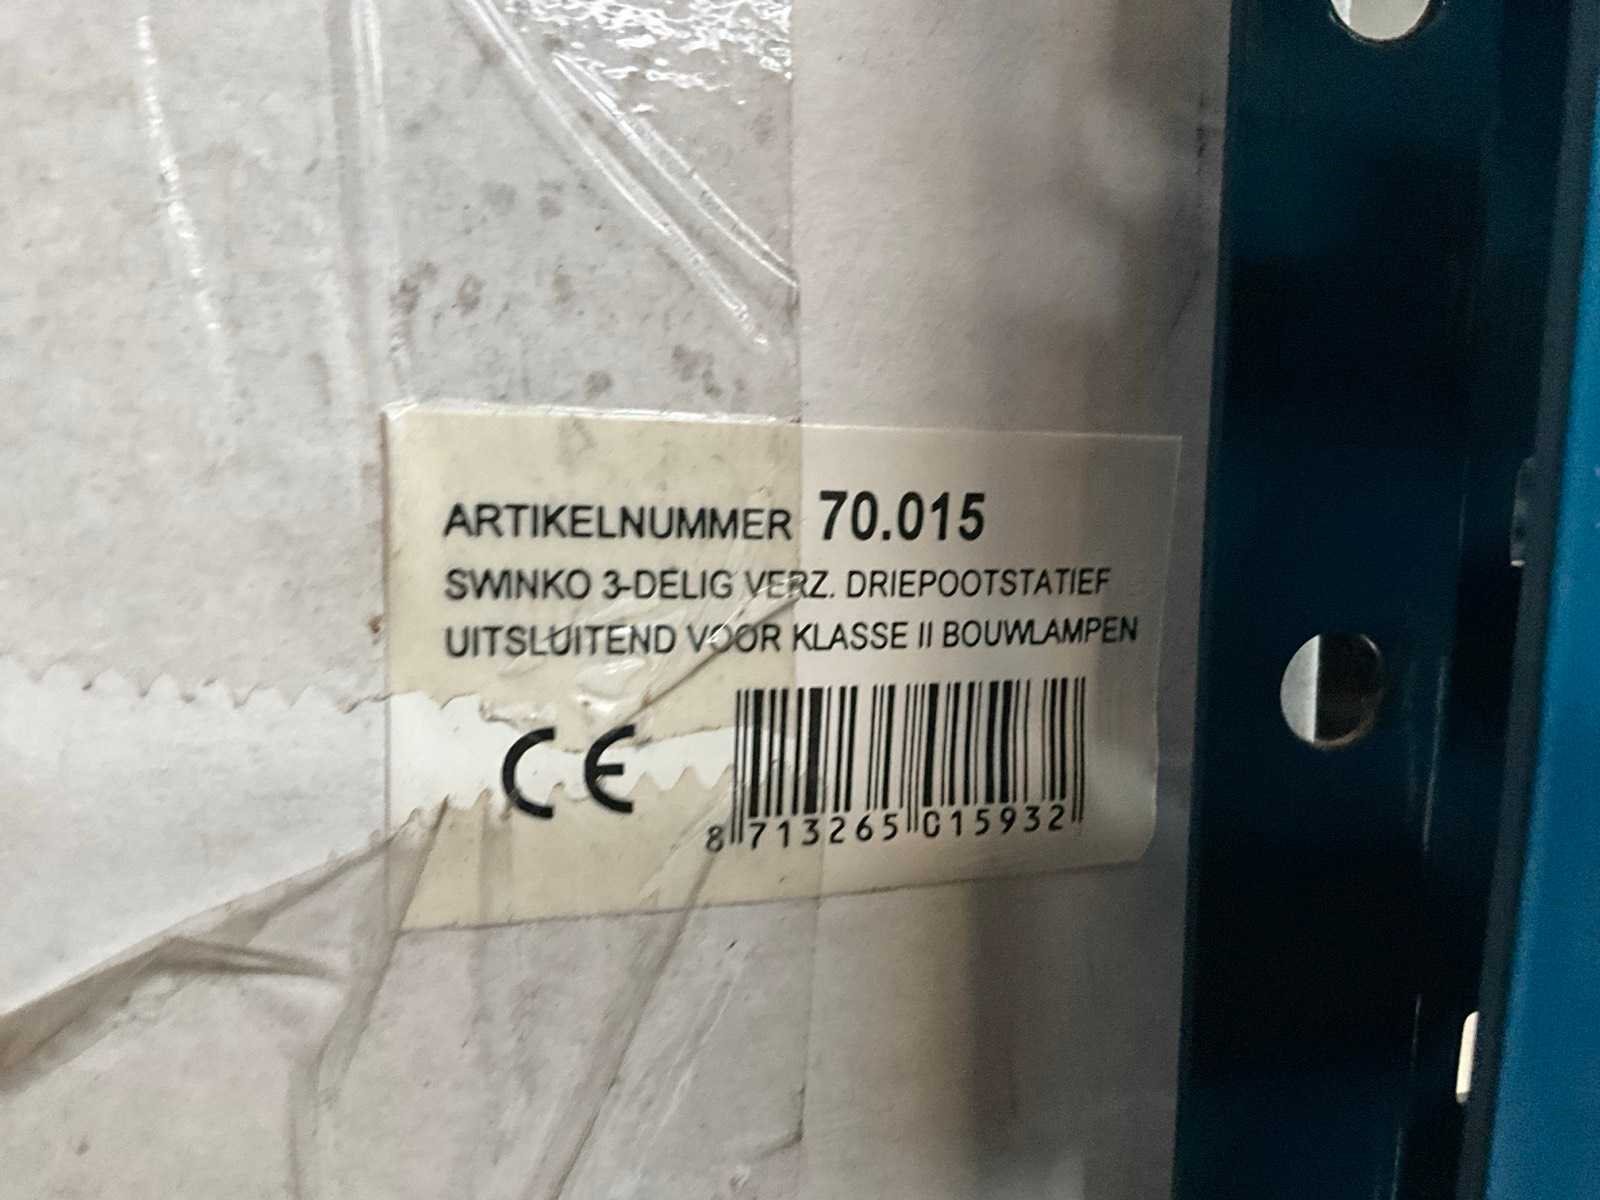 ARTIKELNUMMER 70.015
SWINKO 3-DELIG VERZ. DRIEPOOTSTATIEF
UITSLUITEND VOOR KLASSE II BOUWLAMPEN
CE
8 713265 015932